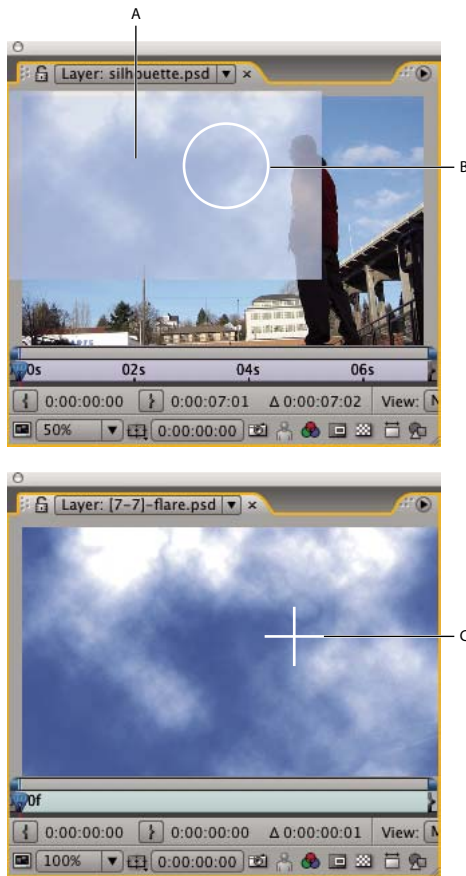 A
Layer: silhouette.psd
B
ARTS
0s 02s 04s 06s
0:00:00:00 0:00:07:01 Δ 0:00:07:02 View: N
50% 0:00:00:00
Layer: [7-7]-flare.psd
C
0f
0:00:00:00 0:00:00:00 Δ 0:00:00:01 View:
100% 0:00:00:00